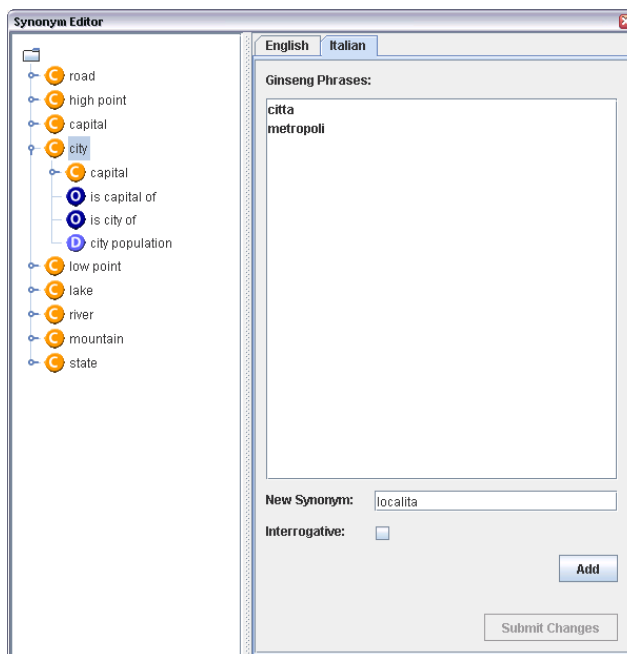 Synonym Editor
C road
C high point
C capital
C city
C capital
O is capital of
O is city of
D city population
C low point
C lake
C river
C mountain
C state
English Italian
Ginseng Phrases:
citta
metropoli
New Synonym: localita
Interrogative:
Add
Submit Changes